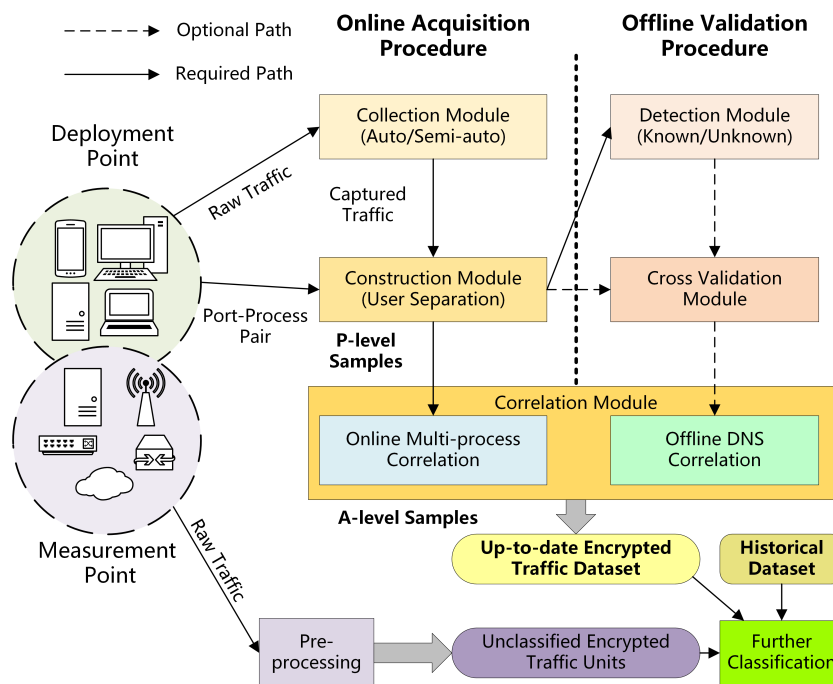 Optional Path
Required Path
Online Acquisition
Procedure
Offline Validation
Procedure
Deployment
Point
Raw Traffic
Collection Module
(Auto/Semi-auto)
Detection Module
(Known/Unknown)
Captured
Traffic
Port-Process
Pair
Construction Module
(User Separation)
Cross Validation
Module
P-level
Samples
Correlation Module
Online Multi-process
Correlation
Offline DNS
Correlation
A-level Samples
Measurement
Point
Raw Traffic
Up-to-date Encrypted
Traffic Dataset
Historical
Dataset
Pre-
processing
Unclassified Encrypted
Traffic Units
Further
Classification